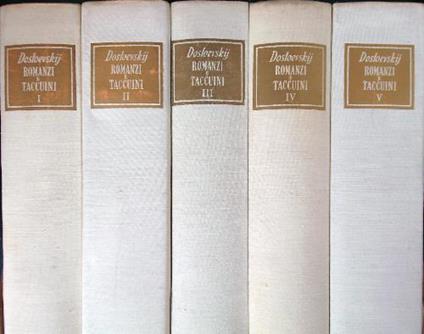 Dostoevskij
ROMANZI
E
TACCUINI
I
Dostoevskij
ROMANZI
E
TACCUINI
II
Dostoevskij
ROMANZI
E
TACCUINI
III
Dostoevskij
ROMANZI
E
TACCUINI
IV
Dostoevskij
ROMANZI
E
TACCUINI
V